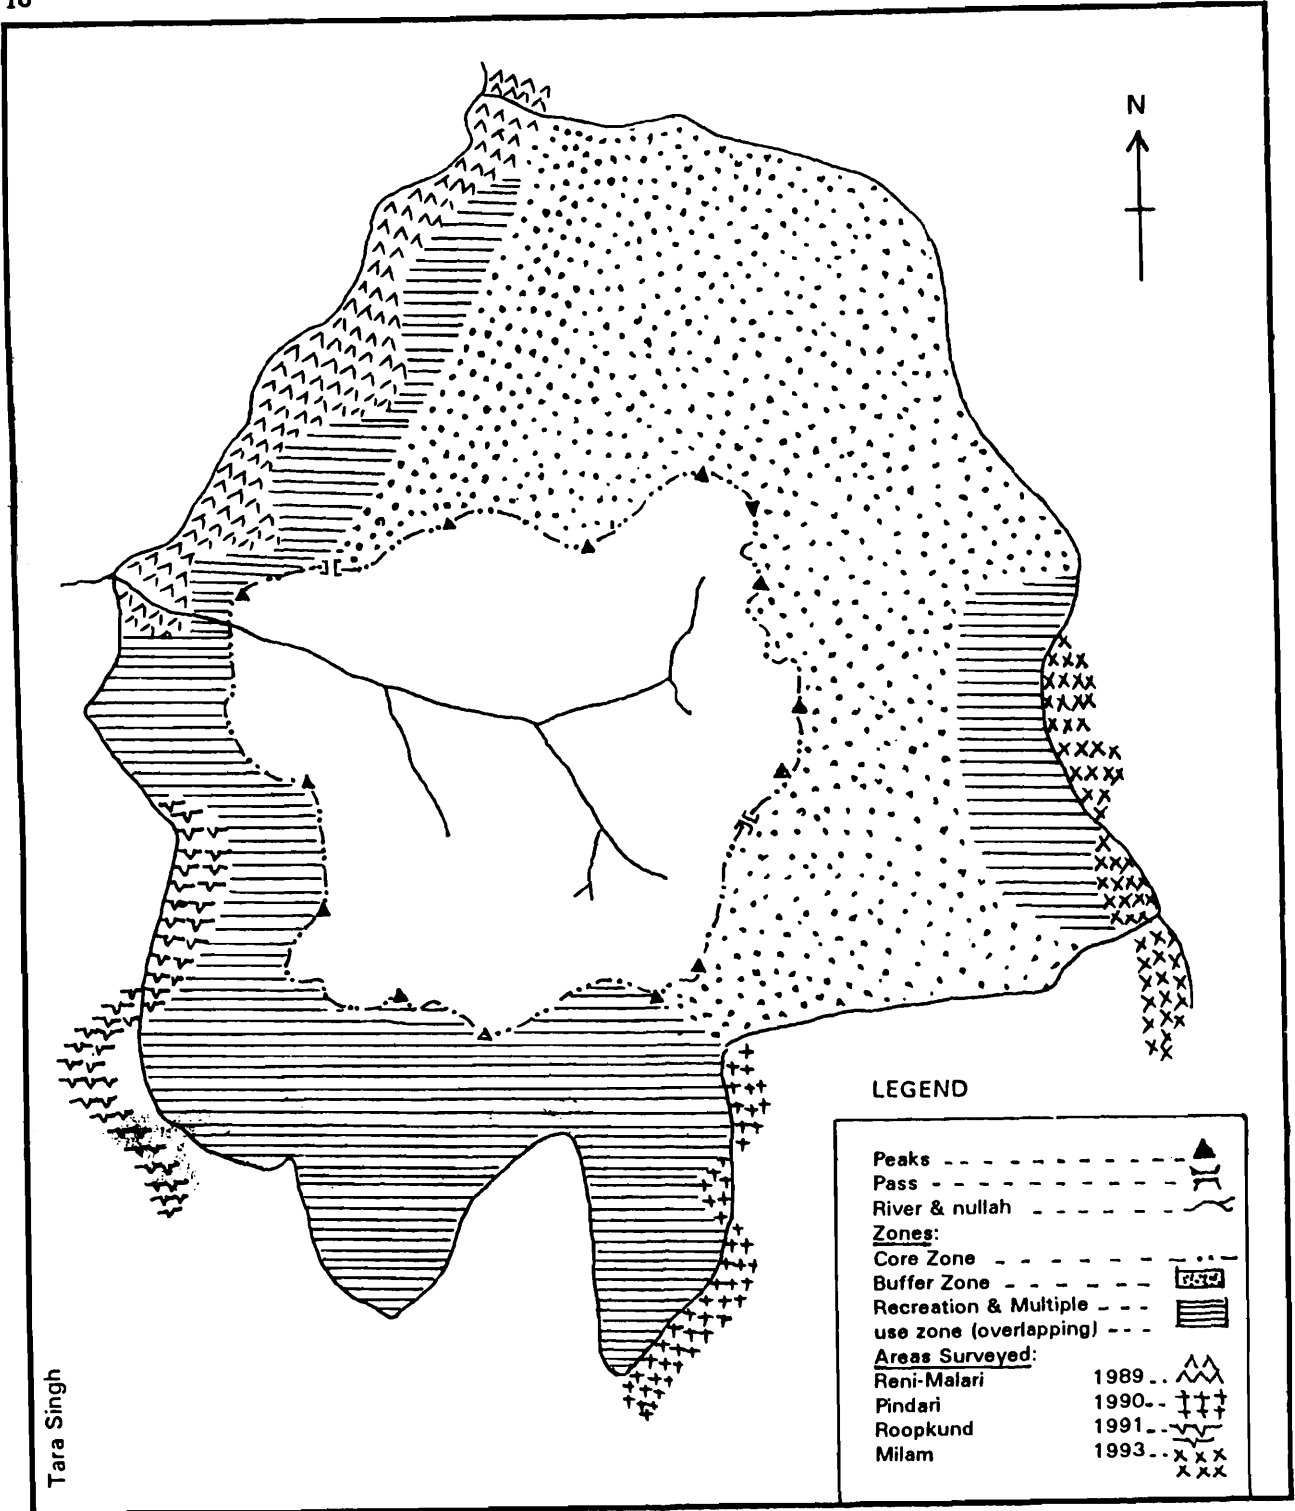 N
LEGEND
Peaks
Pass
River & nullah
Zones:
Core Zone
Buffer Zone
Recreation & Multiple
use zone (overlapping)
Areas Surveyed:
Reni-Malari 1989
Pindari 1990
Roopkund 1991
Milam 1993
Tara Singh